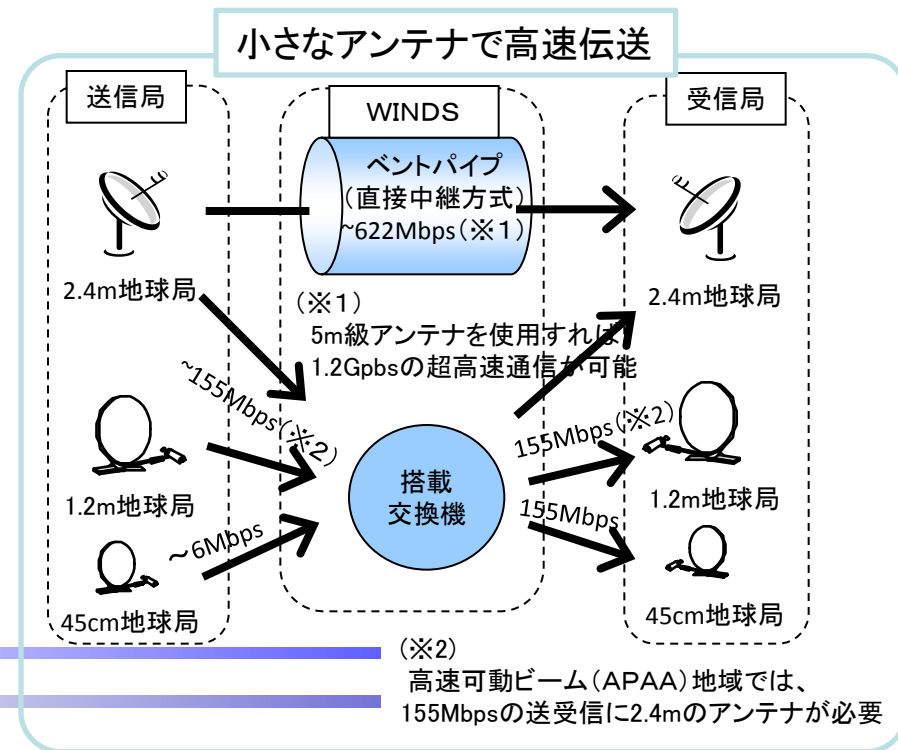 小さなアンテナで高速伝送
送信局
WINDS
受信局
ベントパイプ
(直接中継方式)
~622Mbps(※1)
2.4m地球局
2.4m地球局
(※1)
5m級アンテナを使用すれば
1.2Gpbsの超高速通信が可能
~155Mbps(※2)
155Mbps(※2)
搭載
交換機
1.2m地球局
1.2m地球局
155Mbps
~6Mbps
45cm地球局
45cm地球局
(※2)
高速可動ビーム(APAA)地域では、
155Mbpsの送受信に2.4mのアンテナが必要